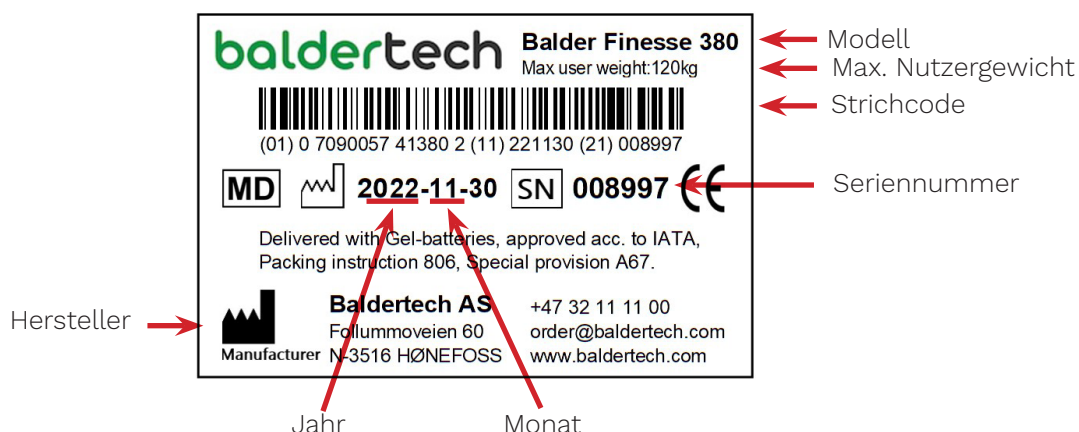 baldertech
Balder Finesse 380
Modell
Max user weight:120kg
Max. Nutzergewicht
Strichcode
(01) 0 7090057 41380 2 (11) 221130 (21) 008997
MD 2022-11-30 SN 008997 CE
Seriennummer
Delivered with Gel-batteries, approved acc. to IATA,
Packing instruction 806, Special provision A67.
Hersteller
Manufacturer
Baldertech AS
Follummoveien 60
N-3516 HØNEFOSS
+47 32 11 11 00
order@baldertech.com
www.baldertech.com
Jahr
Monat